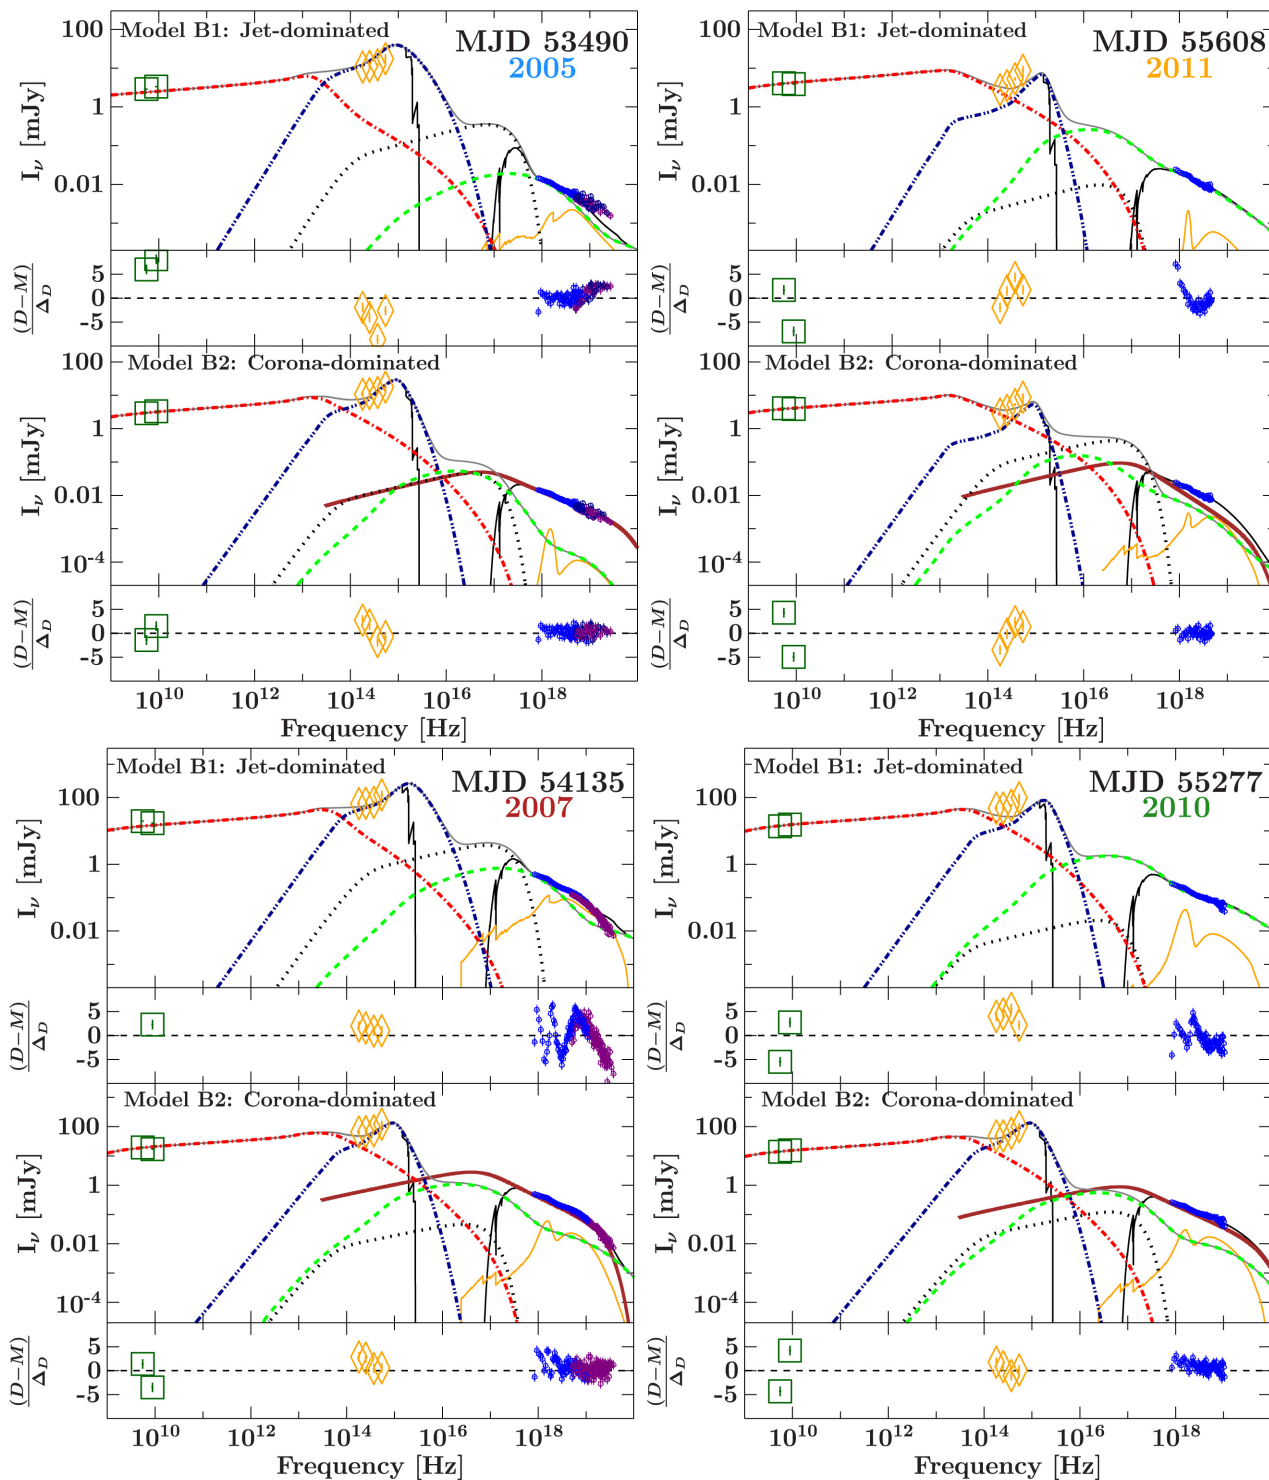 Model B1: Jet-dominated
MJD 53490
2005
100
1
0.01
I_ν [mJy]
5
0
-5
(D−M)
Δ_D
Model B2: Corona-dominated
100
1
0.01
10^-4
I_ν [mJy]
5
0
-5
(D−M)
Δ_D
10^10 10^12 10^14 10^16 10^18
Frequency [Hz]
Model B1: Jet-dominated
MJD 55608
2011
100
1
0.01
I_ν [mJy]
5
0
-5
(D−M)
Δ_D
Model B2: Corona-dominated
100
1
0.01
10^-4
I_ν [mJy]
5
0
-5
(D−M)
Δ_D
10^10 10^12 10^14 10^16 10^18
Frequency [Hz]
Model B1: Jet-dominated
MJD 54135
2007
100
1
0.01
I_ν [mJy]
5
0
-5
(D−M)
Δ_D
Model B2: Corona-dominated
100
1
0.01
10^-4
I_ν [mJy]
5
0
-5
(D−M)
Δ_D
10^10 10^12 10^14 10^16 10^18
Frequency [Hz]
Model B1: Jet-dominated
MJD 55277
2010
100
1
0.01
I_ν [mJy]
5
0
-5
(D−M)
Δ_D
Model B2: Corona-dominated
100
1
0.01
10^-4
I_ν [mJy]
5
0
-5
(D−M)
Δ_D
10^10 10^12 10^14 10^16 10^18
Frequency [Hz]